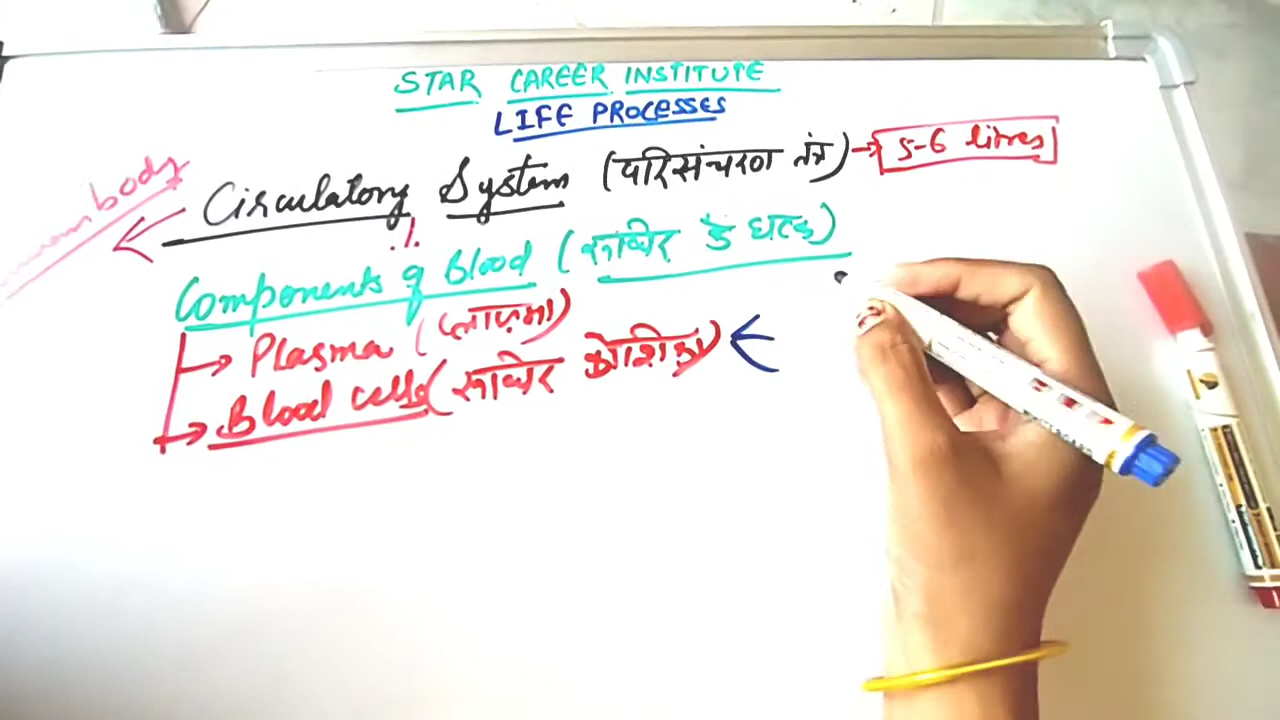 STAR CAREER INSTITUTE
LIFE PROCESSES
body
Circulatory System (परिसंचरण तंत्र) → 5-6 litres
Components of Blood (रूधिर के घटक)
Plasma (प्लाज़्मा)
Blood cells (रूधिर कोशिका)